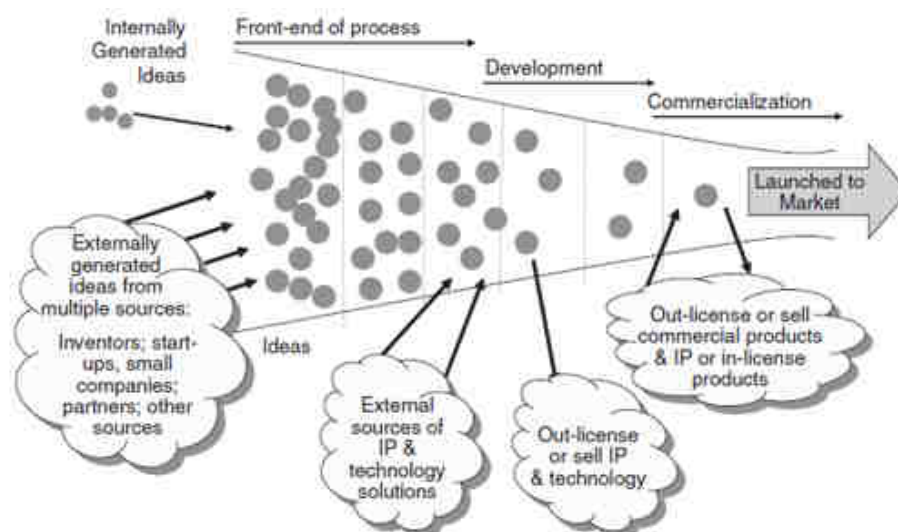 Internally
Generated
Ideas
Front-end of process
Development
Commercialization
Launched to
Market
Externally
generated
ideas from
multiple sources:
Inventors; start-
ups, small
companies;
partners; other
sources
Ideas
External
sources of
IP &
technology
solutions
Out-license
or sell IP
& technology
Out-license or sell
commercial products
& IP or in-license
products